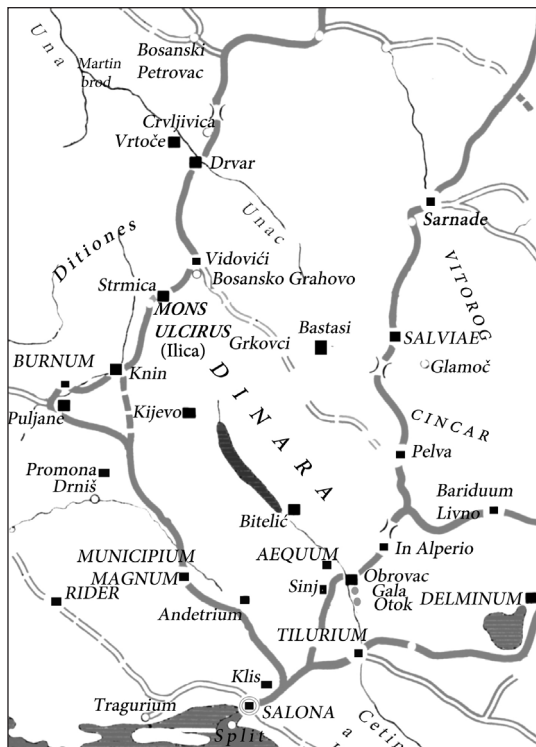 Una
Bosanski
Petrovac
Martin
brod
Crvljivica
Vrtoče
Drvar
Unac
Sarnade
Ditiones
Vidovići
Bosansko Grahovo
VITOROG
Strmica
MONS
ULCIRUS
(Ilica)
Grkovci
Bastasi
SALVIAE
Glamoč
BURNUM
Knin
DINARA
Puljane
Kijevo
CINCAR
Pelva
Promona
Drniš
Bariduum
Livno
Bitelić
In Alperio
MUNICIPIUM
MAGNUM
AEQUUM
Obrovac
RIDER
Sinj
Gala
Otok
DELMINUM
Andetrium
TILURIUM
Klis
Tragurium
SALONA
Split